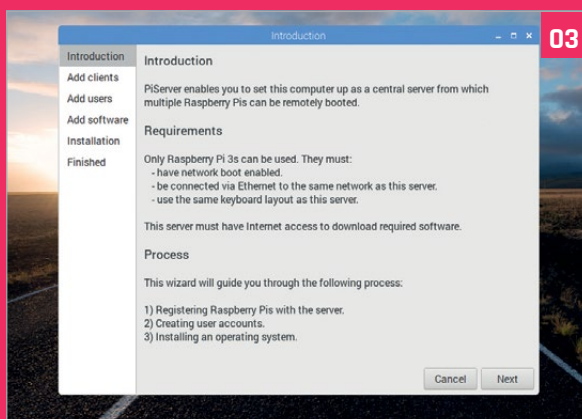 Introduction
03
Introduction
Add clients
Add users
Add software
Installation
Finished
Introduction
PiServer enables you to set this computer up as a central server from which
multiple Raspberry Pis can be remotely booted.
Requirements
Only Raspberry Pi 3s can be used. They must:
- have network boot enabled.
- be connected via Ethernet to the same network as this server.
- use the same keyboard layout as this server.
This server must have Internet access to download required software.
Process
This wizard will guide you through the following process:
1) Registering Raspberry Pis with the server.
2) Creating user accounts.
3) Installing an operating system.
Cancel
Next